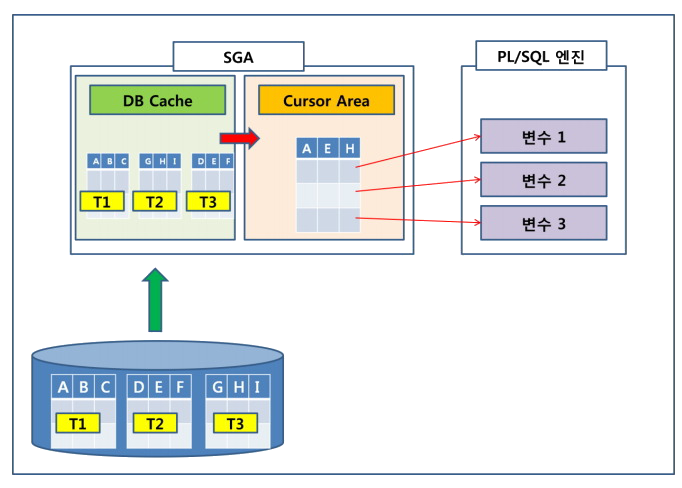 SGA
PL/SQL 엔진
DB Cache
Cursor Area
A B C
G H I
D E F
T1
T2
T3
A E H
변수 1
변수 2
변수 3
A B C
D E F
G H I
T1
T2
T3